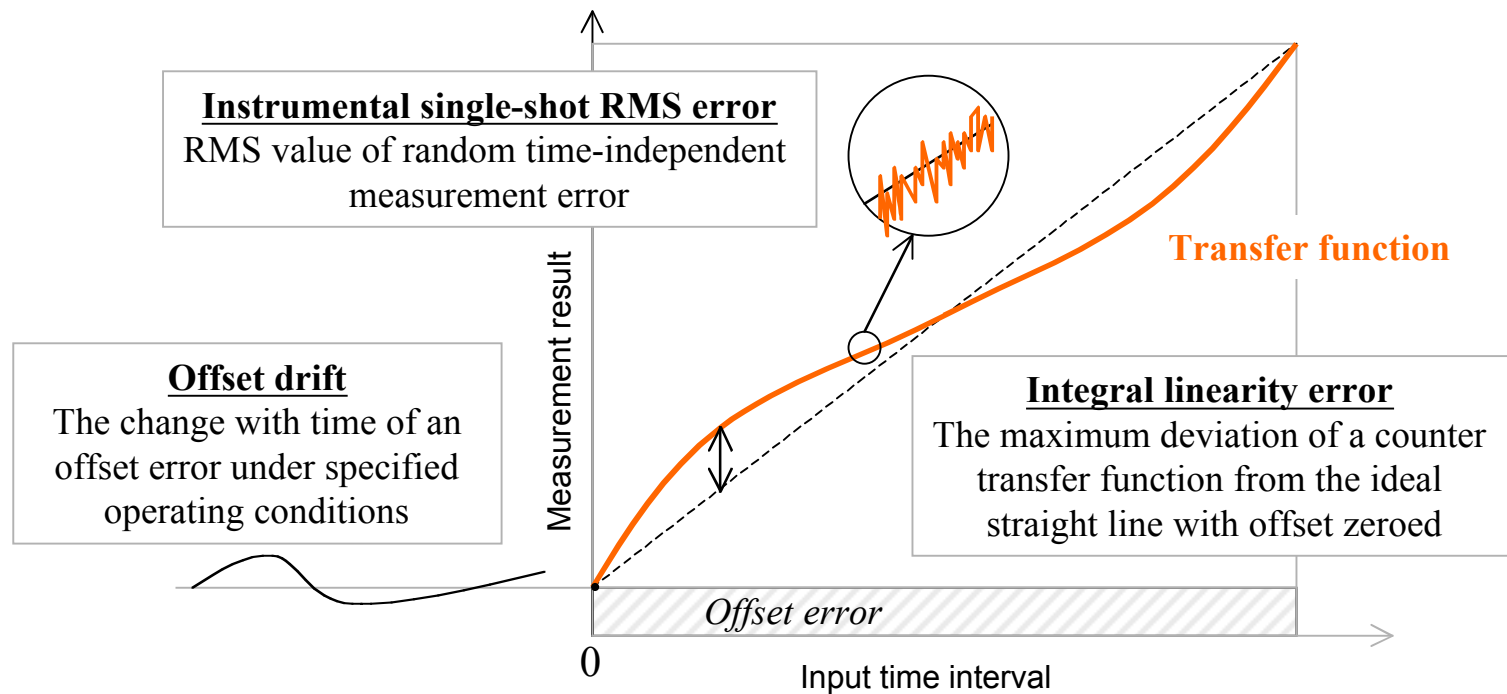 Instrumental single-shot RMS error
RMS value of random time-independent
measurement error
Transfer function
Measurement result
Offset drift
The change with time of an
offset error under specified
operating conditions
Integral linearity error
The maximum deviation of a counter
transfer function from the ideal
straight line with offset zeroed
Offset error
0
Input time interval